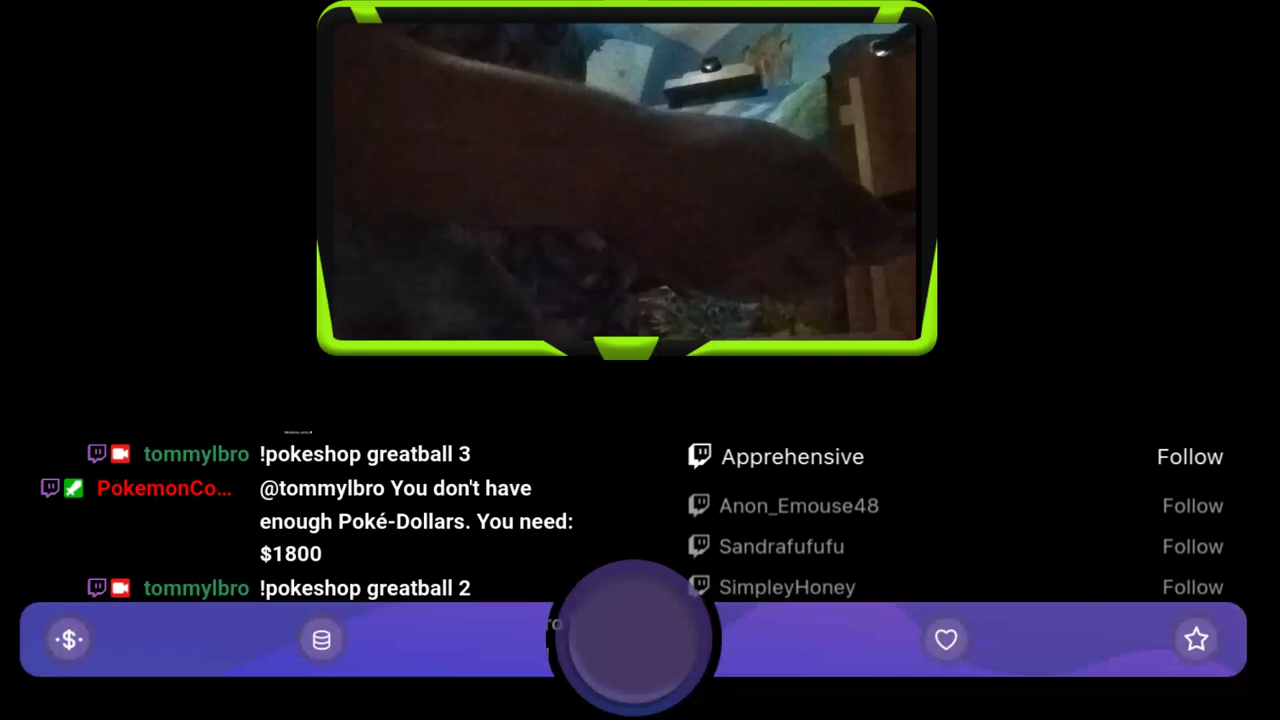 tommylbro !pokeshop greatball 3
PokemonCo... @tommylbro You don't have
enough Poké-Dollars. You need:
$1800
tommylbro !pokeshop greatball 2
Apprehensive Follow
Anon_Emouse48 Follow
Sandrafufufu Follow
SimpleyHoney Follow
ro
$